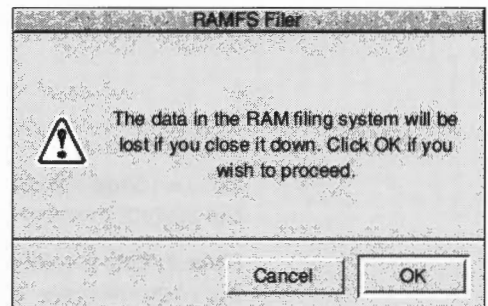 RAMFS Filer
The data in the RAM filing system will be
lost if you close it down. Click OK if you
wish to proceed.
Cancel
OK